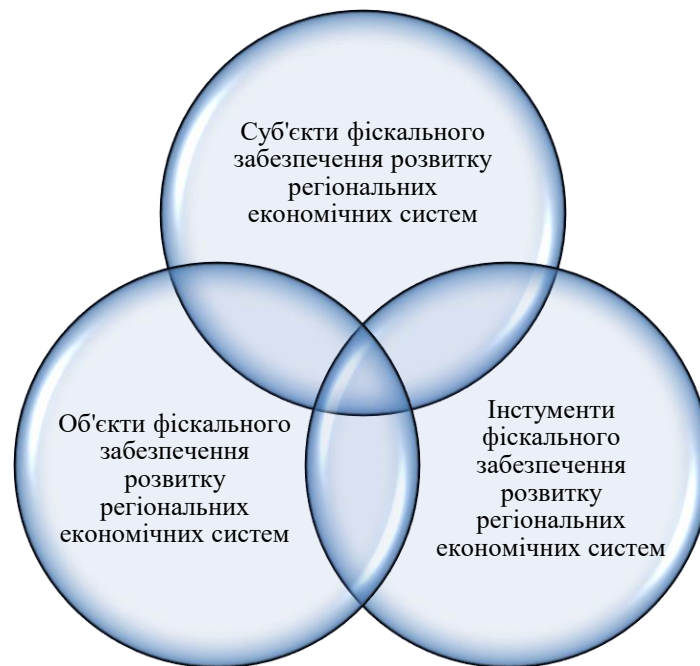 Суб'єкти фіскального
забезпечення розвитку
регіональних
економічних систем
Об'єкти фіскального
забезпечення
розвитку
регіональних
економічних систем
Інстументи
фіскального
забезпечення
розвитку
регіональних
економічних систем